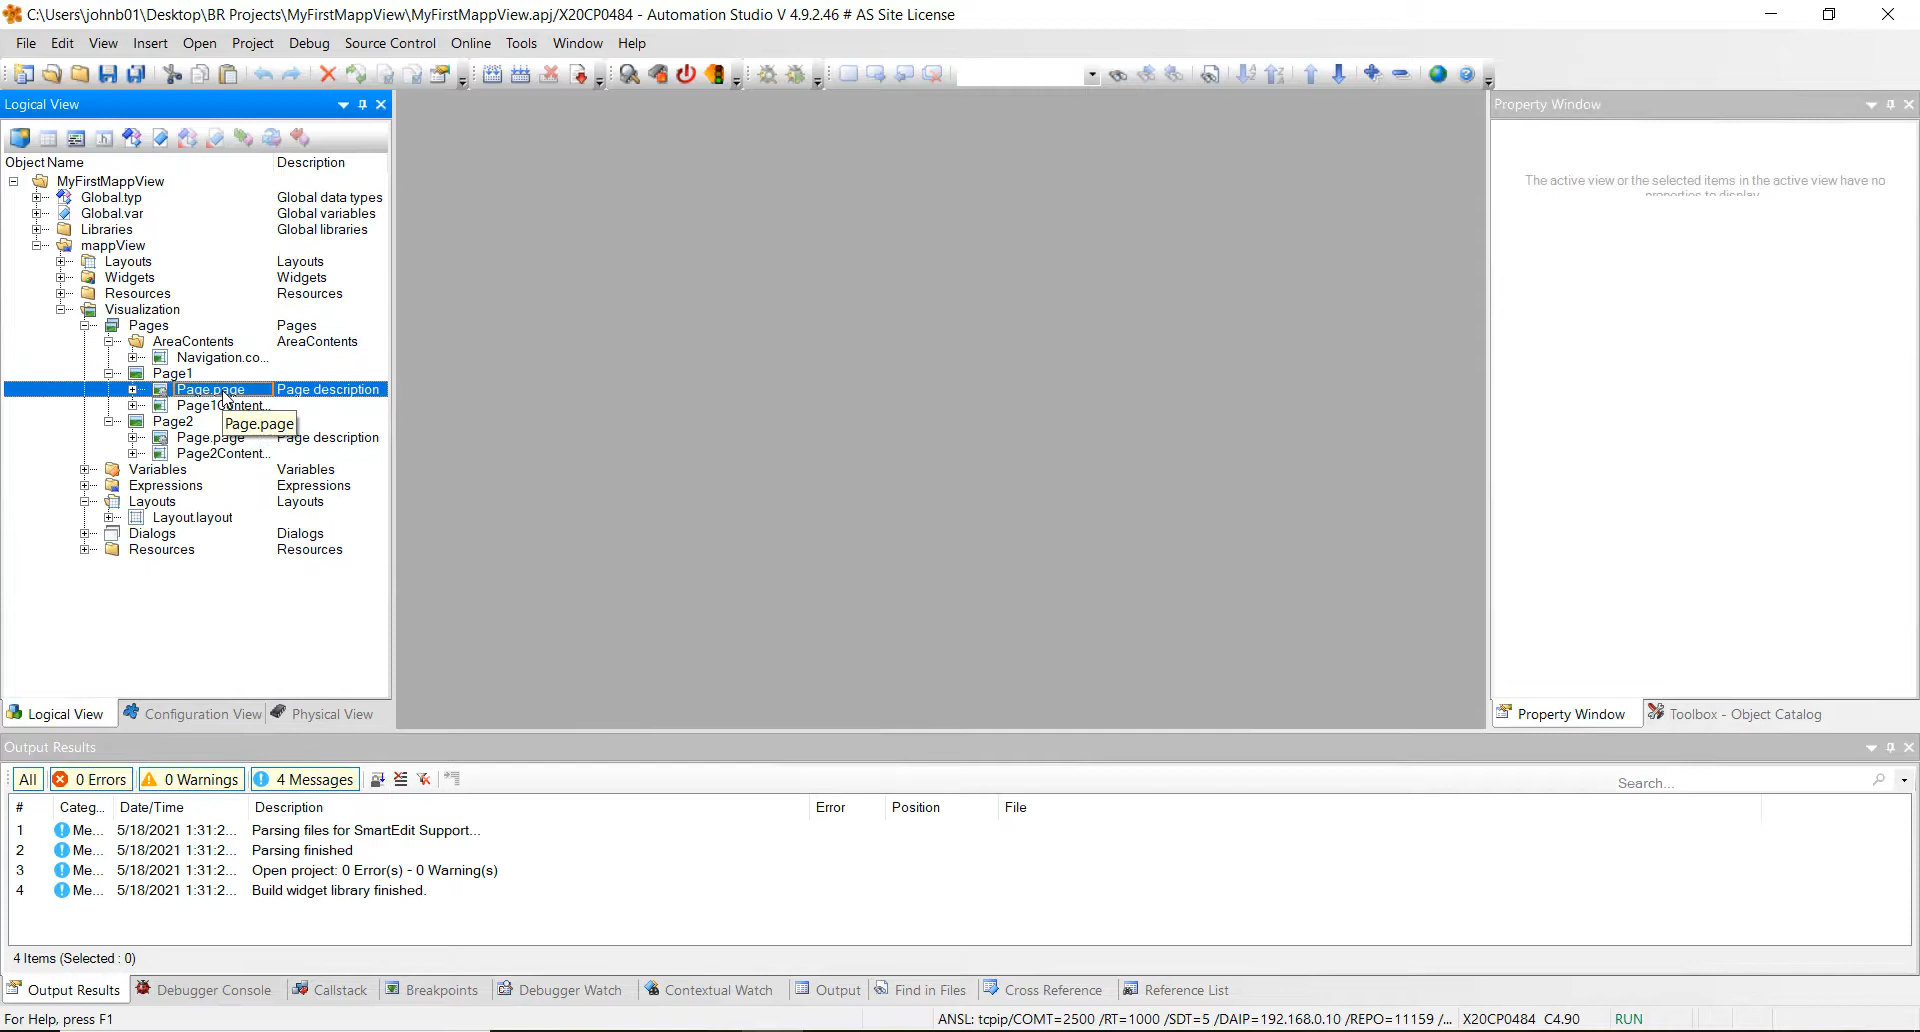 C:\Users\johnb01\Desktop\BR Projects\MyFirstMappView\MyFirstMappView.apj/X20CP0484 - Automation Studio V 4.9.2.46 # AS Site License
File Edit View Insert Open Project Debug Source Control Online Tools Window Help
Logical View
Property Window
Object Name Description
The active view or the selected items in the active view have no
properties to display.
MyFirstMappView
Global.typ Global data types
Global.var Global variables
Libraries Global libraries
mappView
Layouts Layouts
Widgets Widgets
Resources Resources
Visualization
Pages Pages
AreaContents AreaContents
Navigation.co...
Page1
Page.page Page description
Page1Content...
Page2
Page.page
Page.page Page description
Page2Content...
Variables Variables
Expressions Expressions
Layouts Layouts
Layout.layout
Dialogs Dialogs
Resources Resources
Logical View Configuration View Physical View
Property Window Toolbox - Object Catalog
Output Results
All 0 Errors 0 Warnings 4 Messages
Search...
# Categ... Date/Time Description Error Position File
1 Me... 5/18/2021 1:31:2... Parsing files for SmartEdit Support...
2 Me... 5/18/2021 1:31:2... Parsing finished
3 Me... 5/18/2021 1:31:2... Open project: 0 Error(s) - 0 Warning(s)
4 Me... 5/18/2021 1:31:2... Build widget library finished.
4 Items (Selected : 0)
Output Results Debugger Console Callstack Breakpoints Debugger Watch Contextual Watch Output Find in Files Cross Reference Reference List
For Help, press F1
ANSL: tcpip/COMT=2500 /RT=1000 /SDT=5 /DAIP=192.168.0.10 /REPO=11159 /... X20CP0484 C4.90 RUN